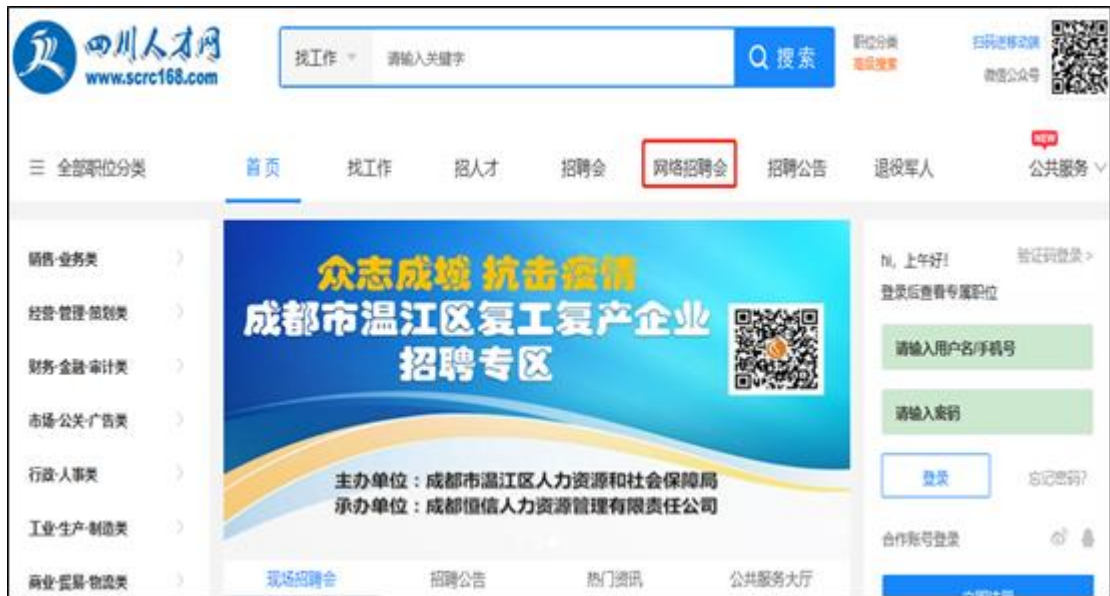 四川人才网
www.scrc168.com
找工作
请输入关键字
搜索
职位分类
高级搜索
扫码进移动端
微信公众号
全部职位分类
首页
找工作
招人才
招聘会
网络招聘会
招聘公告
退役军人
NEW
公共服务
销售·业务类
经营·管理·策划类
财务·金融·审计类
市场·公关·广告类
行政·人事类
工业·生产·制造类
商业·贸易·物流类
众志成城 抗击疫情
成都市温江区复工复产企业
招聘专区
主办单位：成都市温江区人力资源和社会保障局
承办单位：成都恒信人力资源管理有限责任公司
现场招聘会
招聘公告
热门资讯
公共服务大厅
hi，上午好！
验证码登录 >
登录后查看专属职位
请输入用户名/手机号
请输入密码
登录
忘记密码?
合作账号登录